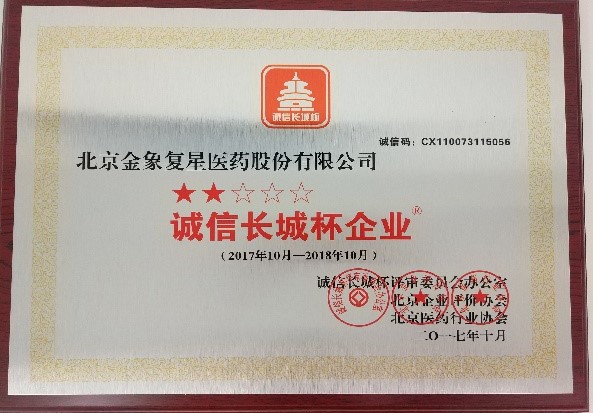 诚信长城杯
诚信码：CX110073115056
北京金象复星医药股份有限公司
★★☆☆☆
诚信长城杯企业®
（2017年10月—2018年10月）
诚信长城杯评审委员会办公室
北京企业评价协会
北京医药行业协会
二〇一七年十月